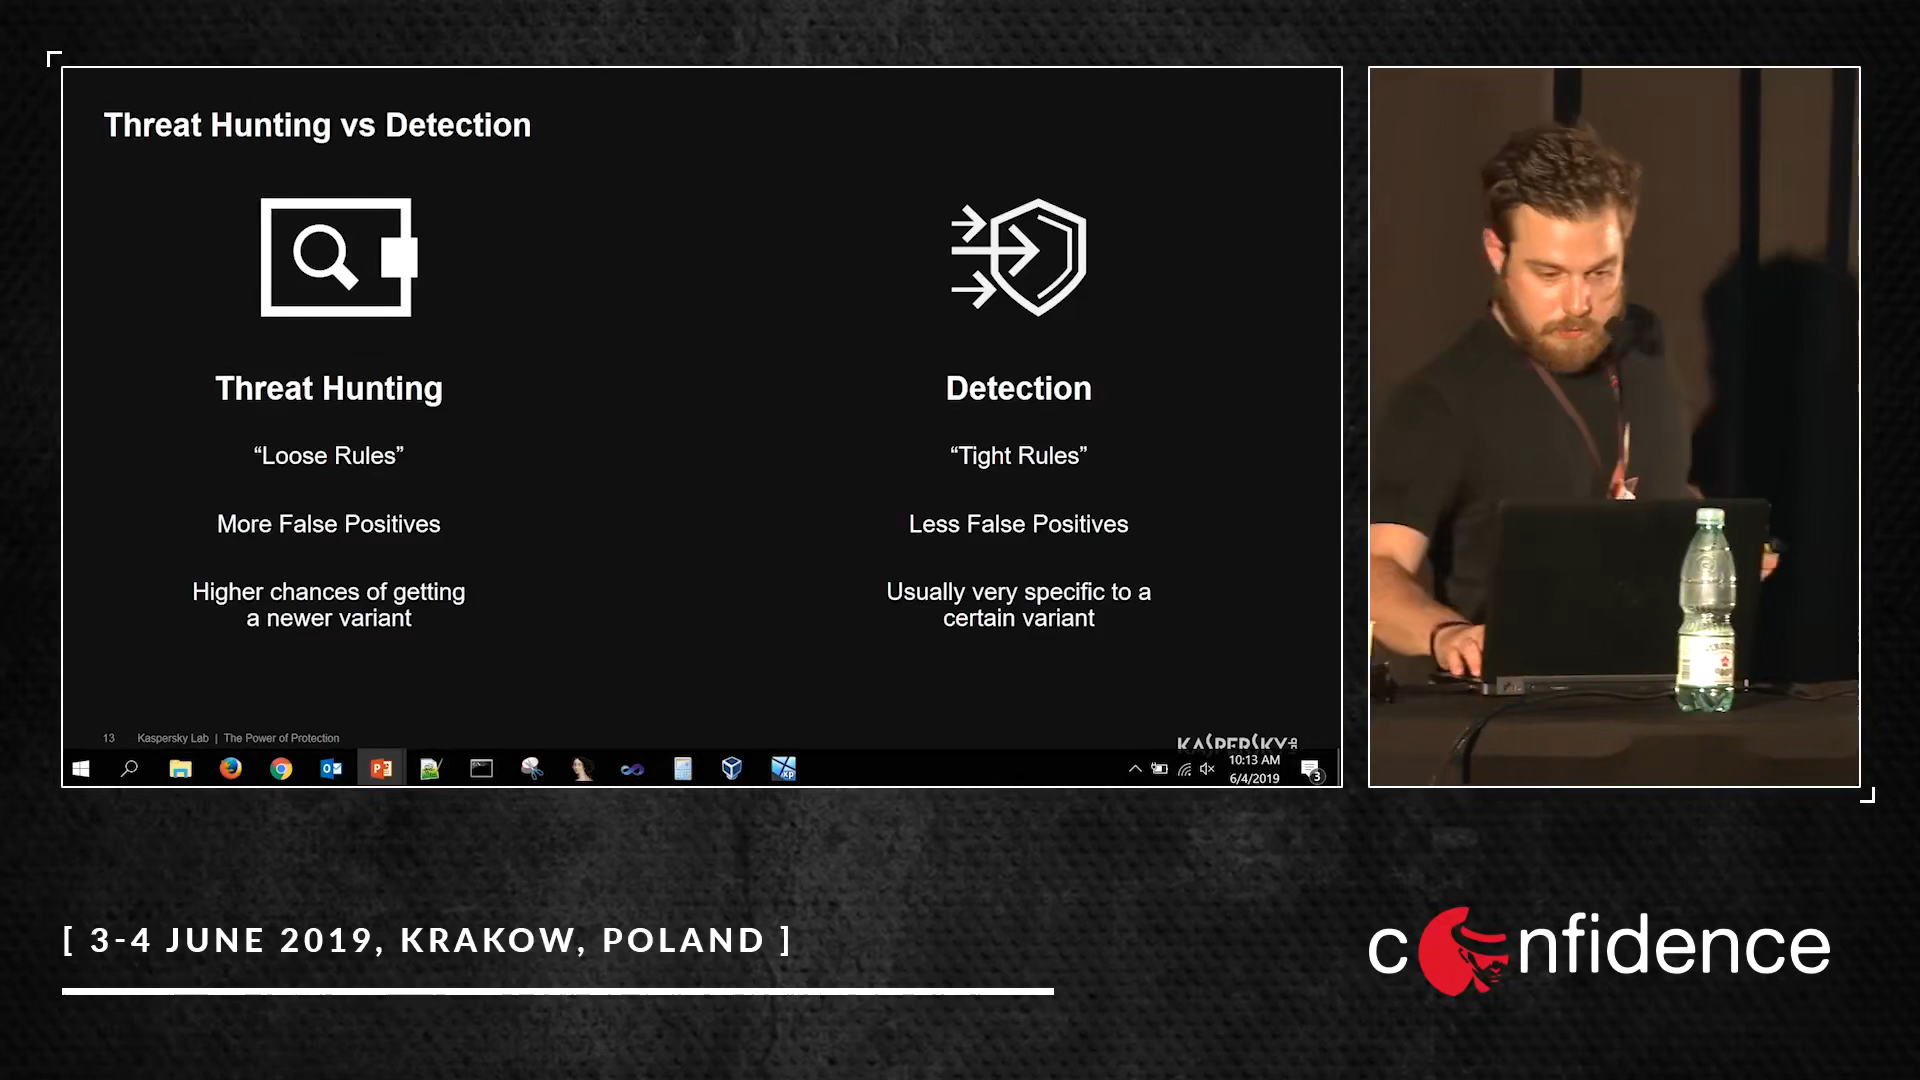 Threat Hunting vs Detection
Threat Hunting
“Loose Rules”
More False Positives
Higher chances of getting
a newer variant
Detection
“Tight Rules”
Less False Positives
Usually very specific to a
certain variant
13 Kaspersky Lab | The Power of Protection
KASPERSKY
10:13 AM
6/4/2019
3
[ 3-4 JUNE 2019, KRAKOW, POLAND ]
confidence